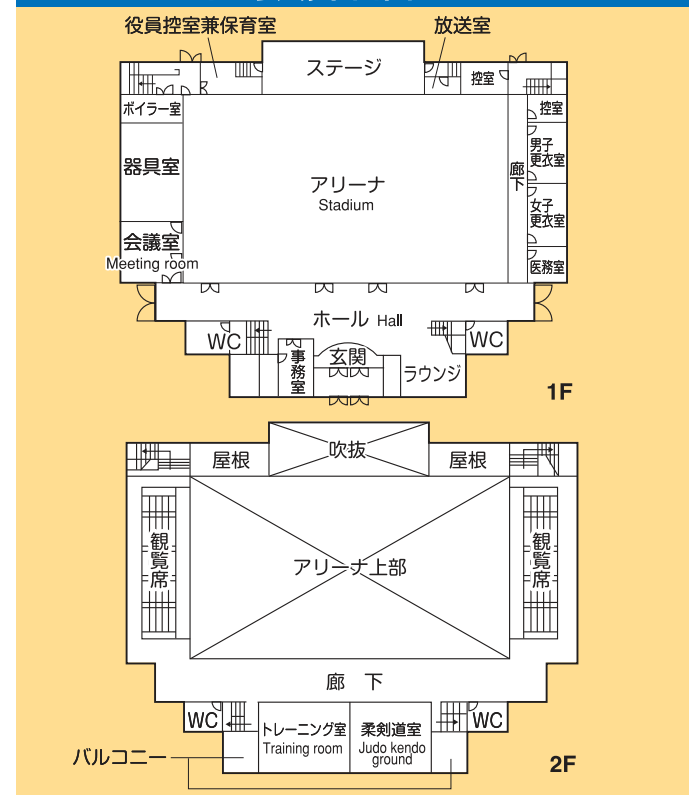 役員控室兼保育室
放送室
ステージ
控室
ボイラー室
控室
器具室
アリーナ
Stadium
廊下
男子
更衣室
女子
更衣室
会議室
Meeting room
医務室
ホール Hall
WC
WC
事務室
玄関
ラウンジ
1F
吹抜
屋根
屋根
観覧席
アリーナ上部
観覧席
廊 下
WC
トレーニング室
Training room
柔剣道室
Judo kendo
ground
WC
バルコニー
2F